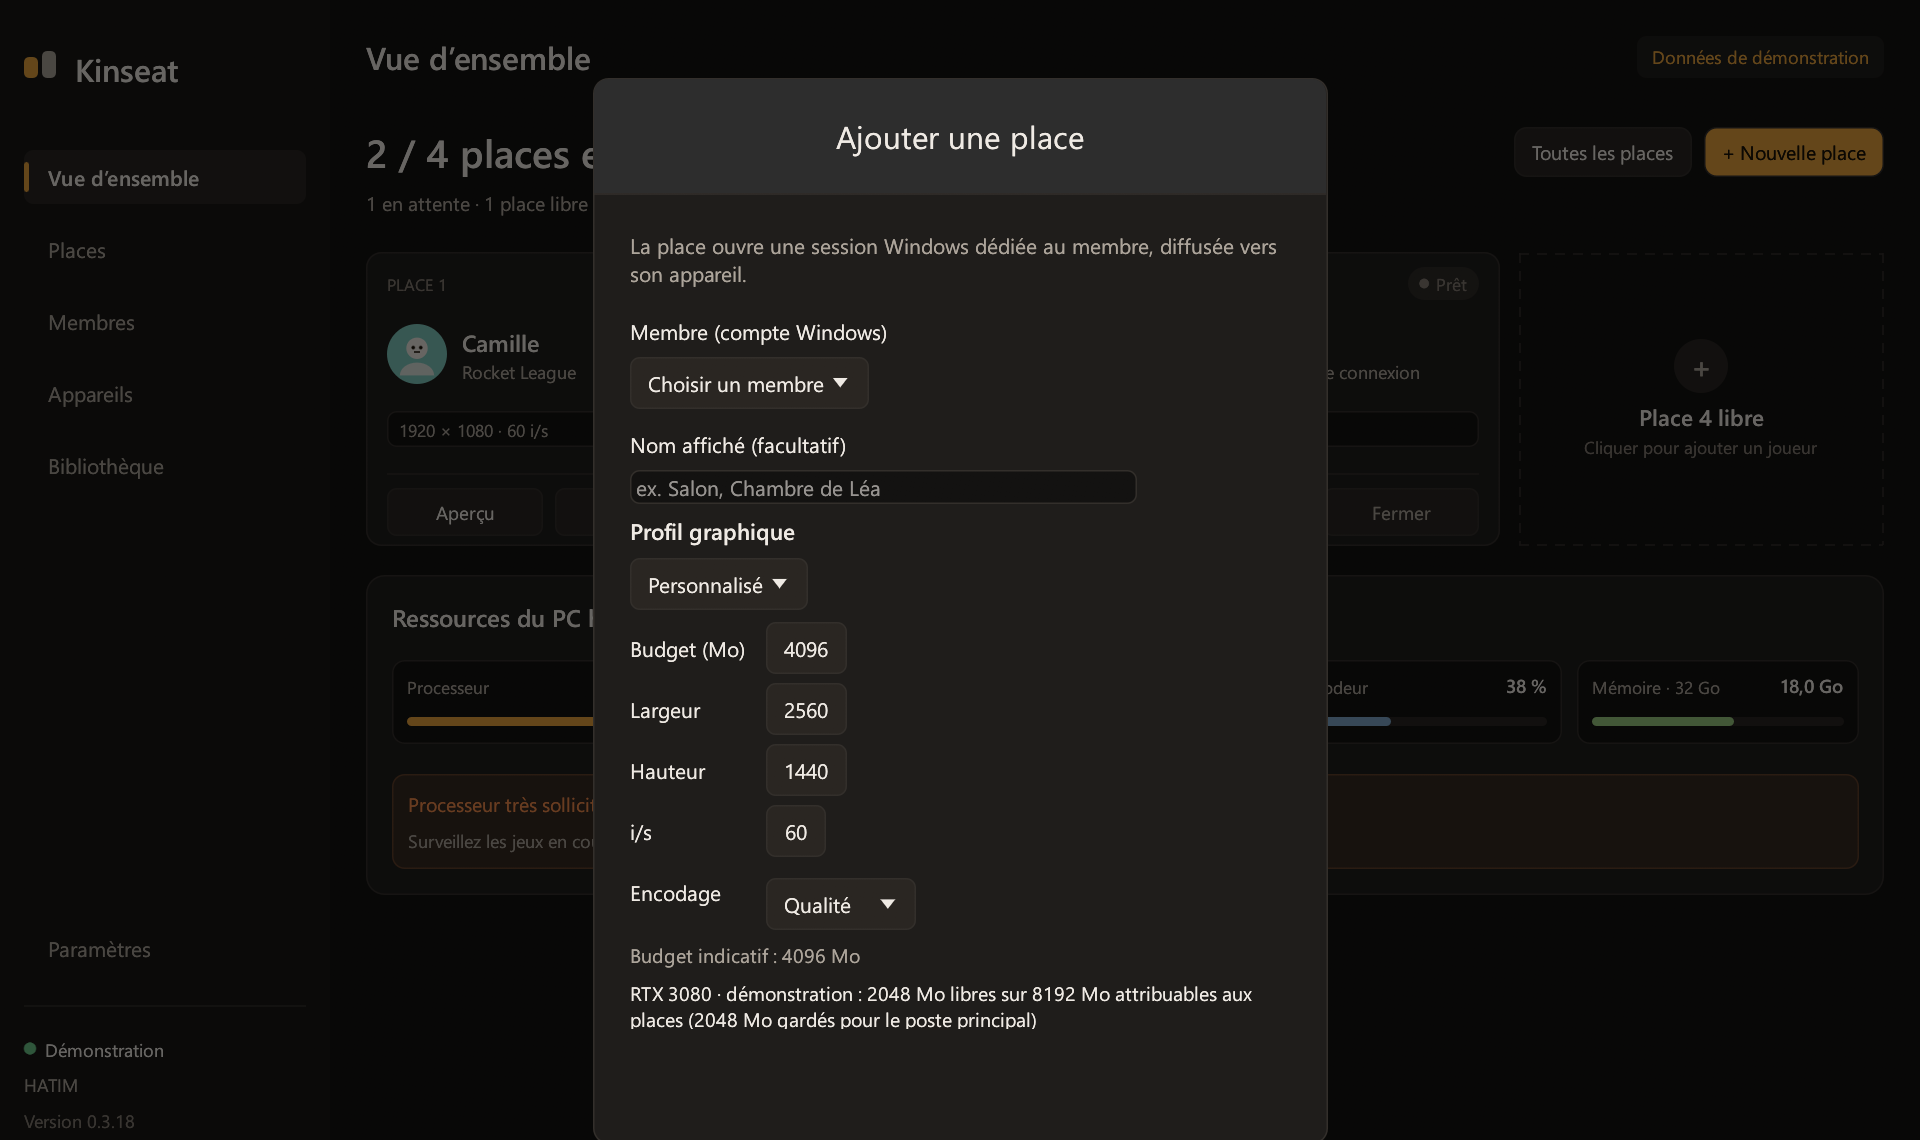 Kinseat
Vue d’ensemble
Places
Membres
Appareils
Bibliothèque
Paramètres
Démonstration
HATIM
Version 0.3.18
Vue d’ensemble
Données de démonstration
2 / 4 places
1 en attente · 1 place libre
Toutes les places
+ Nouvelle place
PLACE 1
Camille
Rocket League
1920 × 1080 · 60 i/s
Aperçu
Prêt
connexion
Fermer
+
Place 4 libre
Cliquer pour ajouter un joueur
Ressources du PC
Processeur
38 %
Mémoire · 32 Go
18,0 Go
Processeur très
Surveillez les jeux en
Ajouter une place
La place ouvre une session Windows dédiée au membre, diffusée vers
son appareil.
Membre (compte Windows)
Choisir un membre
Nom affiché (facultatif)
ex. Salon, Chambre de Léa
Profil graphique
Personnalisé
Budget (Mo) 4096
Largeur 2560
Hauteur 1440
i/s 60
Encodage Qualité
Budget indicatif : 4096 Mo
RTX 3080 · démonstration : 2048 Mo libres sur 8192 Mo attribuables aux
places (2048 Mo gardés pour le poste principal)